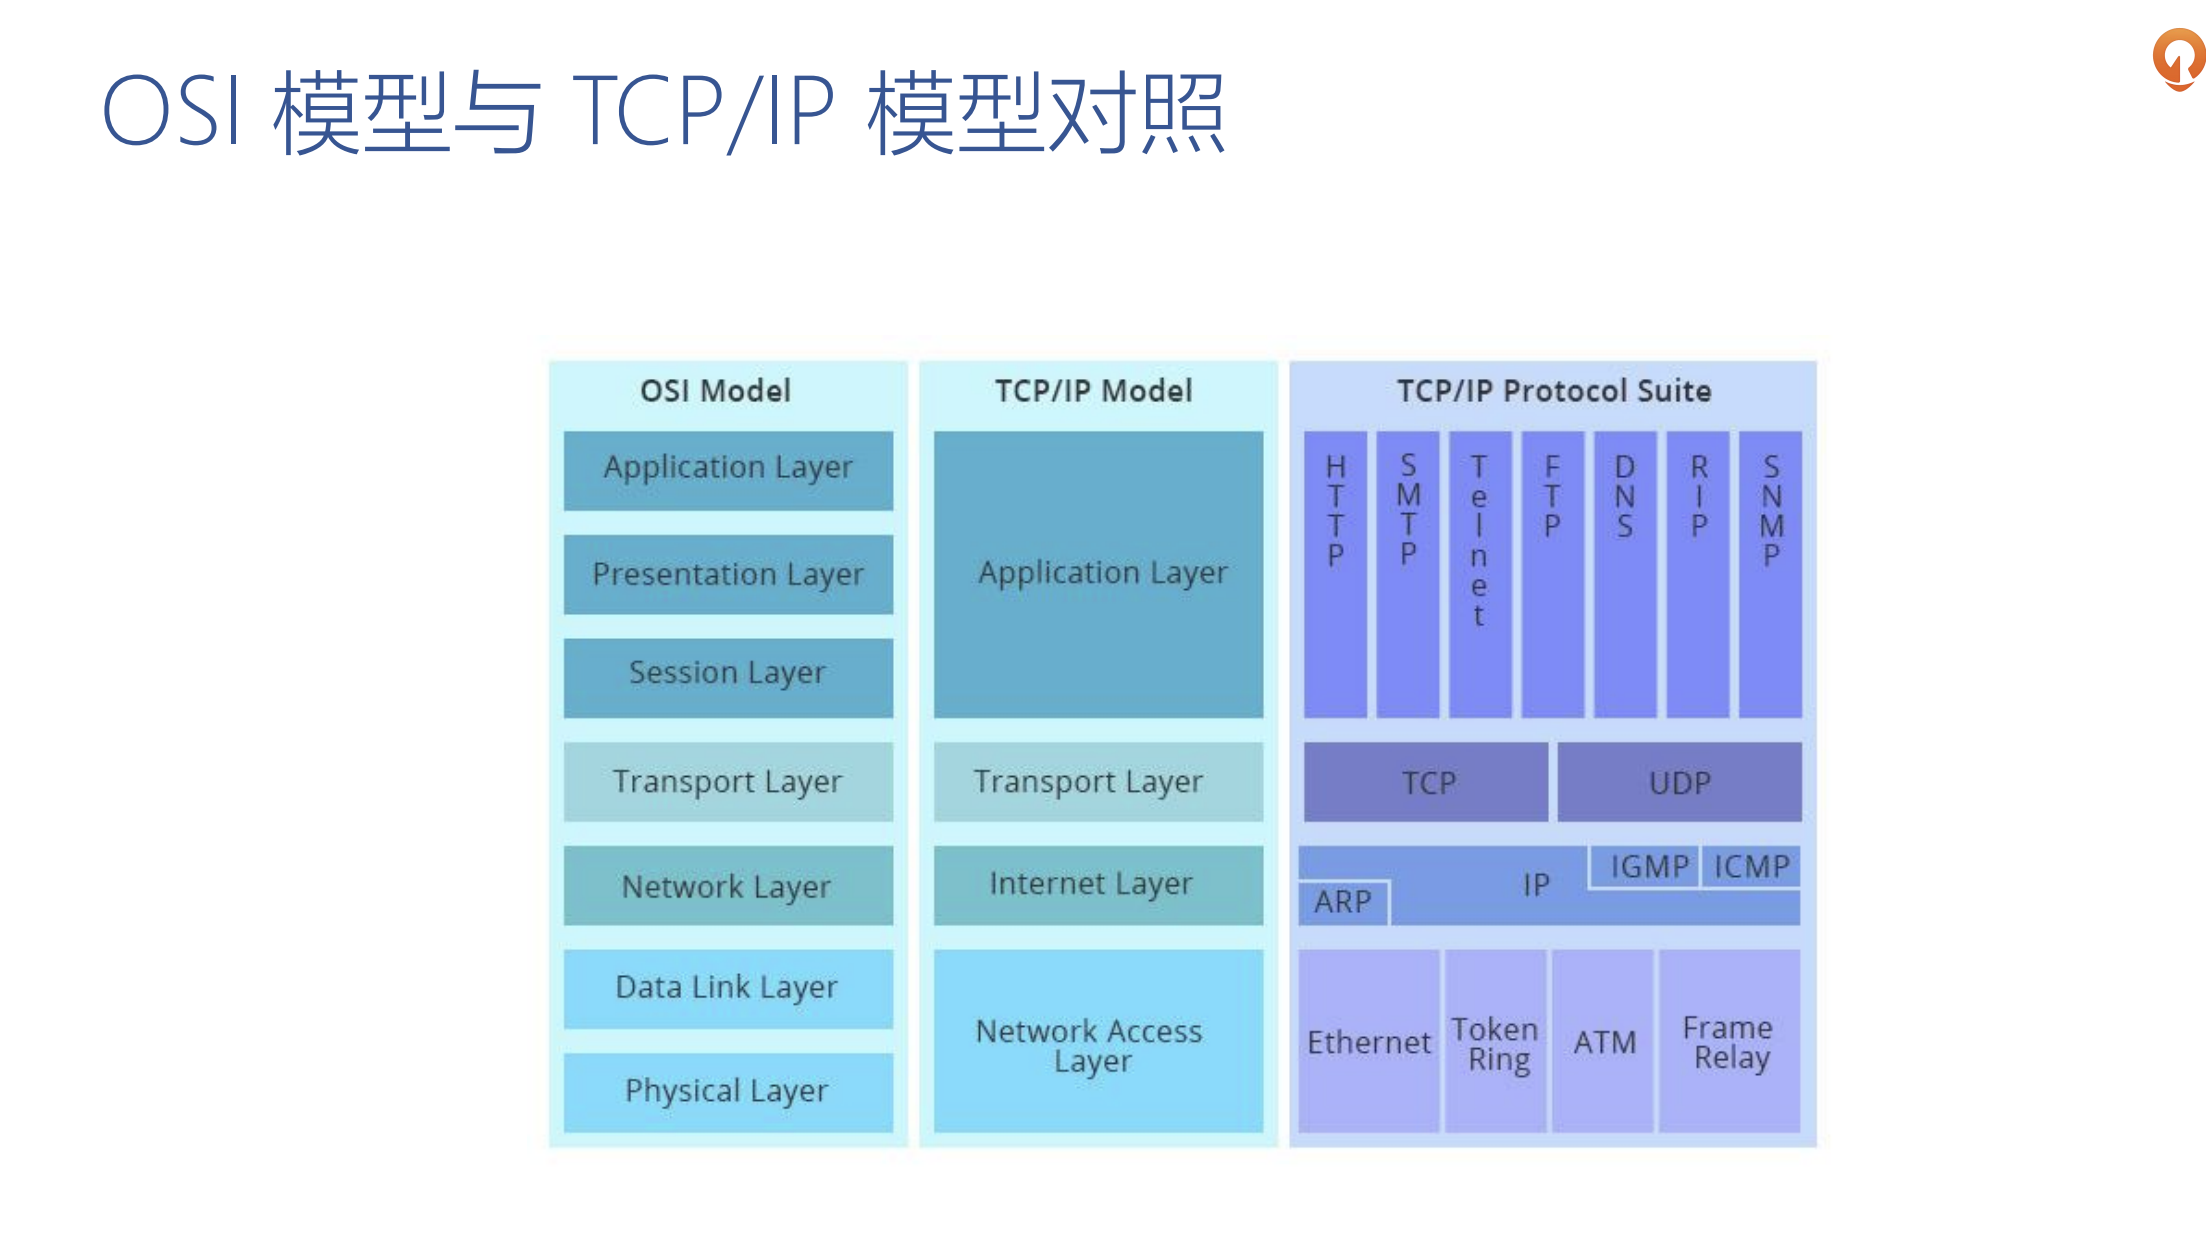 OSI 模型与 TCP/IP 模型对照
OSI Model
Application Layer
Presentation Layer
Session Layer
Transport Layer
Network Layer
Data Link Layer
Physical Layer
TCP/IP Model
Application Layer
Transport Layer
Internet Layer
Network Access
Layer
TCP/IP Protocol Suite
HTTP
SMTP
Telnet
FTP
DNS
RIP
SNMP
TCP
UDP
IP
IGMP
ICMP
ARP
Ethernet
Token
Ring
ATM
Frame
Relay